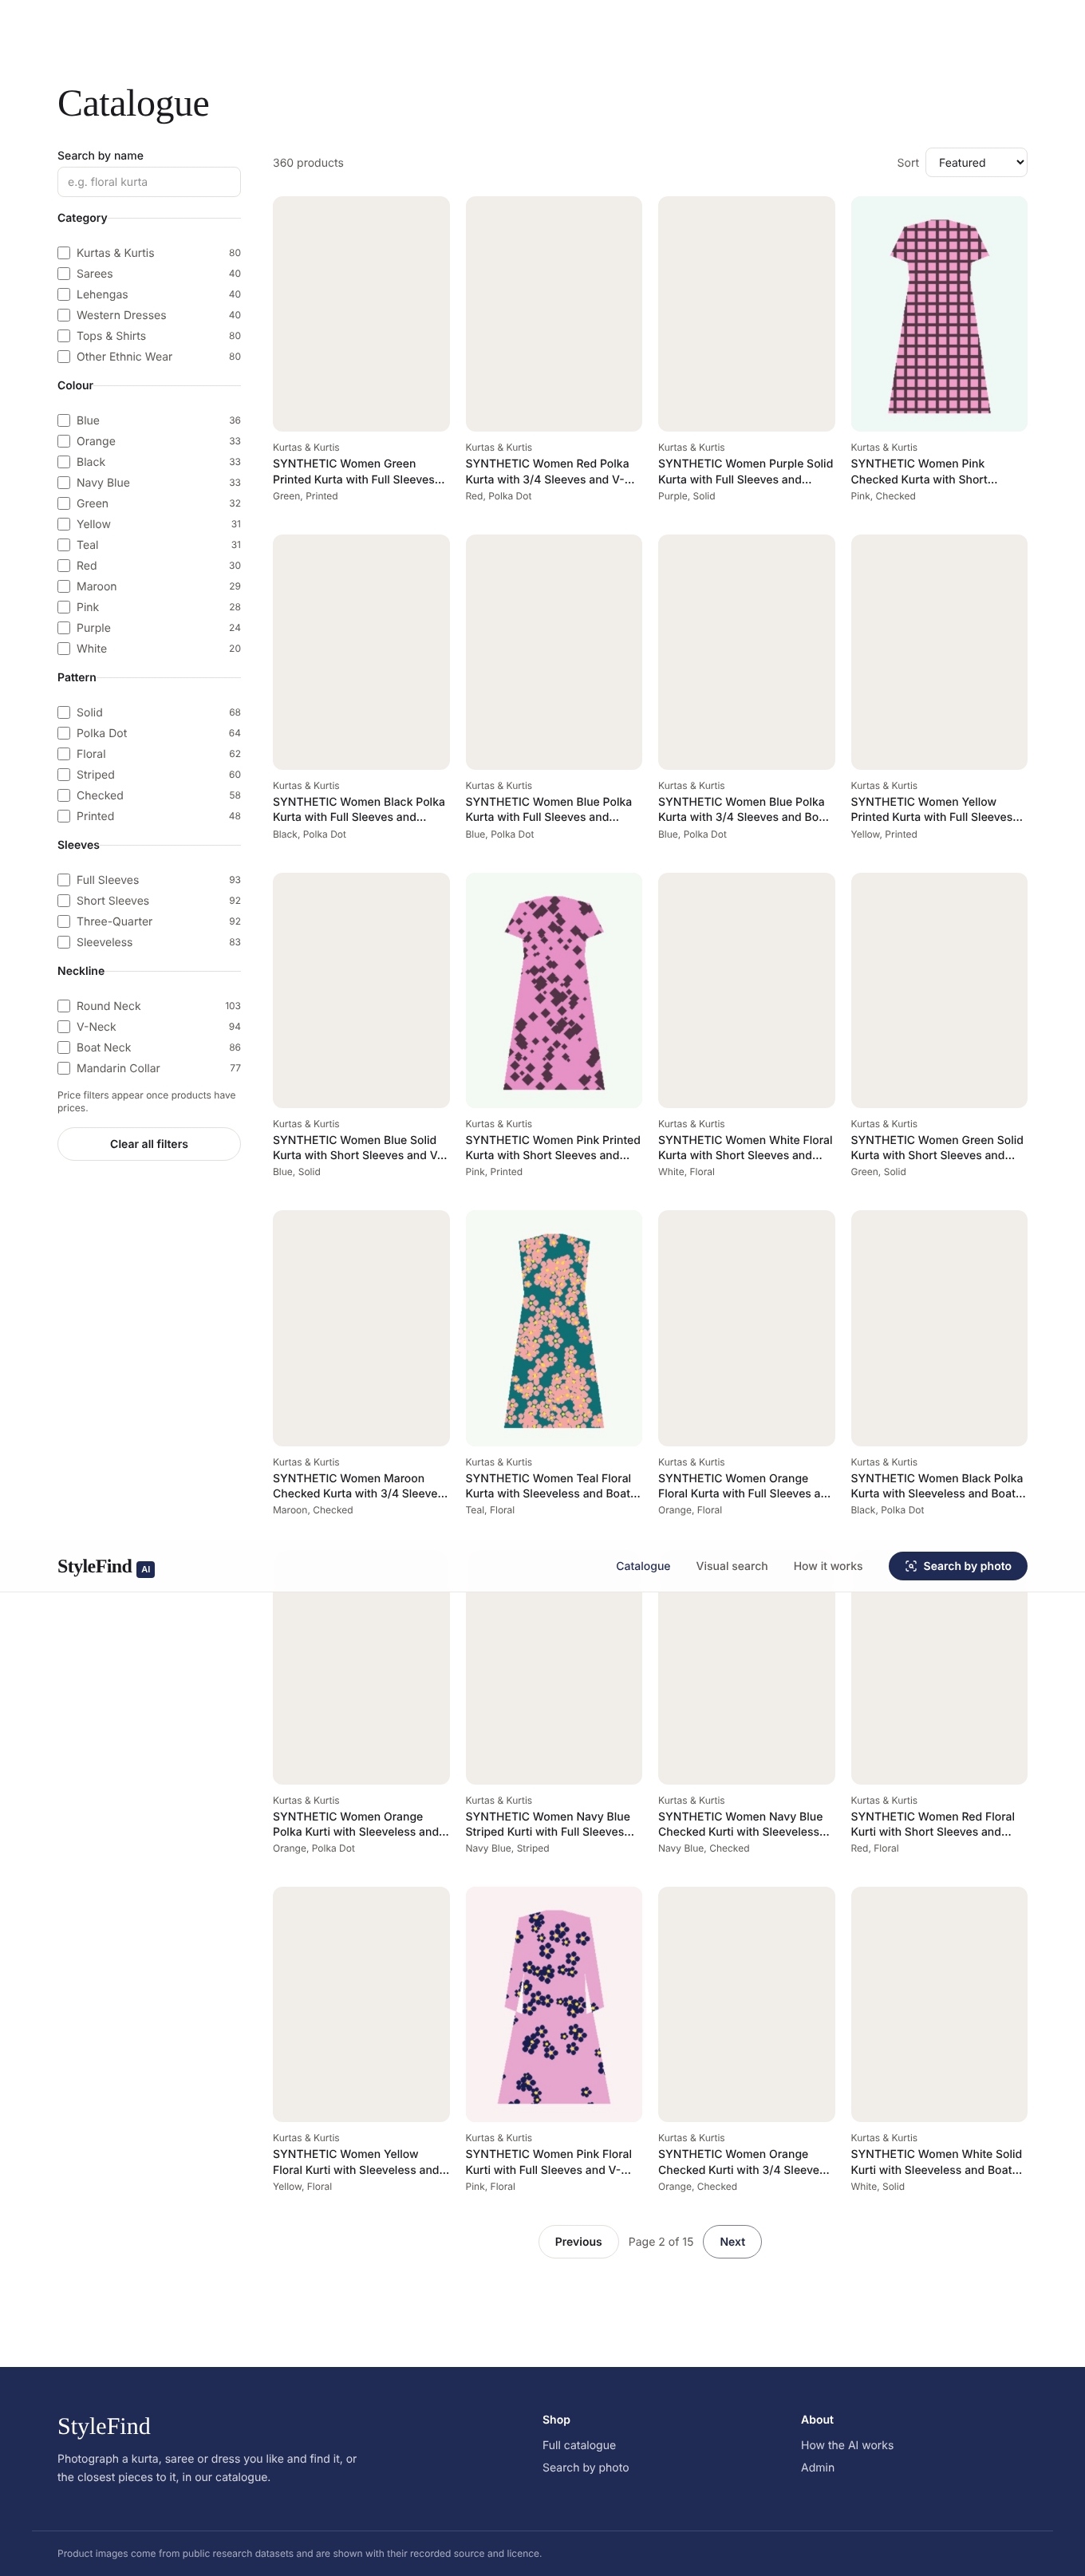 Catalogue
Search by name
e.g. floral kurta
Category
Kurtas & Kurtis 80
Sarees 40
Lehengas 40
Western Dresses 40
Tops & Shirts 80
Other Ethnic Wear 80
Colour
Blue 36
Orange 33
Black 33
Navy Blue 33
Green 32
Yellow 31
Teal 31
Red 30
Maroon 29
Pink 28
Purple 24
White 20
Pattern
Solid 68
Polka Dot 64
Floral 62
Striped 60
Checked 58
Printed 48
Sleeves
Full Sleeves 93
Short Sleeves 92
Three-Quarter 92
Sleeveless 83
Neckline
Round Neck 103
V-Neck 94
Boat Neck 86
Mandarin Collar 77
Price filters appear once products have
prices.
Clear all filters
360 products
Sort Featured
Kurtas & Kurtis
SYNTHETIC Women Green
Printed Kurta with Full Sleeves...
Green, Printed
Kurtas & Kurtis
SYNTHETIC Women Red Polka
Kurta with 3/4 Sleeves and V-...
Red, Polka Dot
Kurtas & Kurtis
SYNTHETIC Women Purple Solid
Kurta with Full Sleeves and...
Purple, Solid
Kurtas & Kurtis
SYNTHETIC Women Pink
Checked Kurta with Short...
Pink, Checked
Kurtas & Kurtis
SYNTHETIC Women Black Polka
Kurta with Full Sleeves and...
Black, Polka Dot
Kurtas & Kurtis
SYNTHETIC Women Blue Polka
Kurta with Full Sleeves and...
Blue, Polka Dot
Kurtas & Kurtis
SYNTHETIC Women Blue Polka
Kurta with 3/4 Sleeves and Bo...
Blue, Polka Dot
Kurtas & Kurtis
SYNTHETIC Women Yellow
Printed Kurta with Full Sleeves...
Yellow, Printed
Kurtas & Kurtis
SYNTHETIC Women Blue Solid
Kurta with Short Sleeves and V...
Blue, Solid
Kurtas & Kurtis
SYNTHETIC Women Pink Printed
Kurta with Short Sleeves and...
Pink, Printed
Kurtas & Kurtis
SYNTHETIC Women White Floral
Kurta with Short Sleeves and...
White, Floral
Kurtas & Kurtis
SYNTHETIC Women Green Solid
Kurta with Short Sleeves and...
Green, Solid
Kurtas & Kurtis
SYNTHETIC Women Maroon
Checked Kurta with 3/4 Sleeve...
Maroon, Checked
Kurtas & Kurtis
SYNTHETIC Women Teal Floral
Kurta with Sleeveless and Boat...
Teal, Floral
Kurtas & Kurtis
SYNTHETIC Women Orange
Floral Kurta with Full Sleeves a...
Orange, Floral
Kurtas & Kurtis
SYNTHETIC Women Black Polka
Kurta with Sleeveless and Boat...
Black, Polka Dot
StyleFind AI
Catalogue
Visual search
How it works
Search by photo
Kurtas & Kurtis
SYNTHETIC Women Orange
Polka Kurti with Sleeveless and...
Orange, Polka Dot
Kurtas & Kurtis
SYNTHETIC Women Navy Blue
Striped Kurti with Full Sleeves...
Navy Blue, Striped
Kurtas & Kurtis
SYNTHETIC Women Navy Blue
Checked Kurti with Sleeveless...
Navy Blue, Checked
Kurtas & Kurtis
SYNTHETIC Women Red Floral
Kurti with Short Sleeves and...
Red, Floral
Kurtas & Kurtis
SYNTHETIC Women Yellow
Floral Kurti with Sleeveless and...
Yellow, Floral
Kurtas & Kurtis
SYNTHETIC Women Pink Floral
Kurti with Full Sleeves and V-...
Pink, Floral
Kurtas & Kurtis
SYNTHETIC Women Orange
Checked Kurti with 3/4 Sleeve...
Orange, Checked
Kurtas & Kurtis
SYNTHETIC Women White Solid
Kurti with Sleeveless and Boat...
White, Solid
Previous
Page 2 of 15
Next
StyleFind
Photograph a kurta, saree or dress you like and find it, or
the closest pieces to it, in our catalogue.
Shop
Full catalogue
Search by photo
About
How the AI works
Admin
Product images come from public research datasets and are shown with their recorded source and licence.